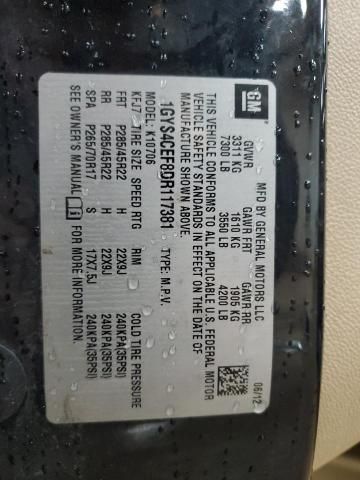 GM
MFD BY GENERAL MOTORS LLC 06/12
GVWR GAWR FRT GAWR RR
3311 KG 1610 KG 1905 KG
7300 LB 3550 LB 4200 LB
THIS VEHICLE CONFORMS TO ALL APPLICABLE U.S. FEDERAL MOTOR
VEHICLE SAFETY STANDARDS IN EFFECT ON THE DATE OF
MANUFACTURE SHOWN ABOVE.
1GYS4CEF8DR117381 TYPE: M.P.V.
MODEL: K10706
KFJ7 TIRE SIZE SPEED RTG RIM COLD TIRE PRESSURE
FRT P285/45R22 H 22X9J 240KPA(35PSI)
RR P285/45R22 H 22X9J 240KPA(35PSI)
SPA P265/70R17 S 17X7.5J 240KPA(35PSI)
SEE OWNER'S MANUAL FOR MORE INFORMATION.